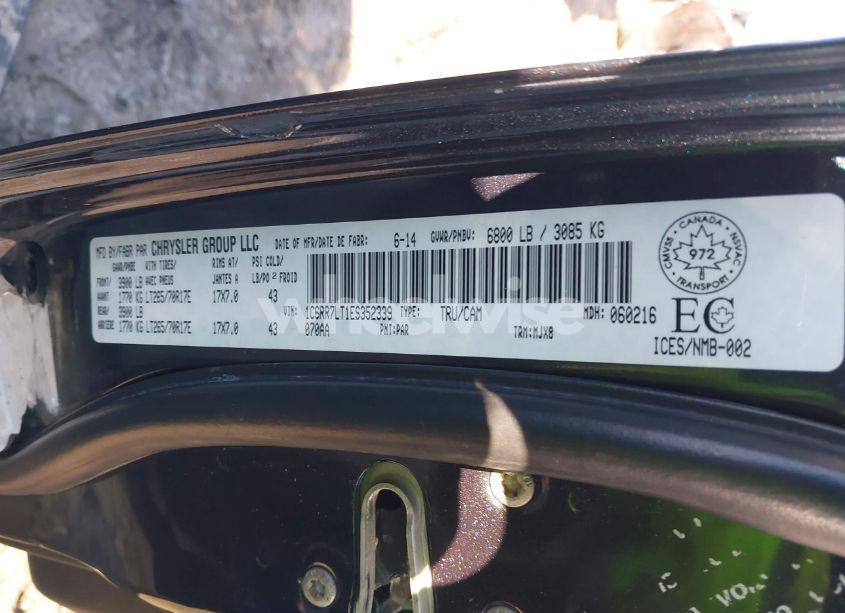 MFD BY/FABR PAR CHRYSLER GROUP LLC DATE OF MFR/DATE DE FABR: 6-14 GVWR/PNBV: 6800 LB / 3085 KG
GAWR/PNBE WITH TIRES/ RIMS AT/ PSI COLD/
FRONT/ 3900 LB AVEC PNEUS JANTES A LB/PO2 FROID
AVANT 1770 KG LT265/70R17E 17X7.0 43
REAR/ 3900 LB
ARRIERE 1770 KG LT265/70R17E 17X7.0 43
VIN: 1C5RR7LT1ES352339 TYPE: TRU/CAM MDH: 060216
070AA PNT:PAR TRM:MJX8
CANADA
CMVSS NSVAC
972
TRANSPORT
EC
ICES/NMB-002
wheelwise